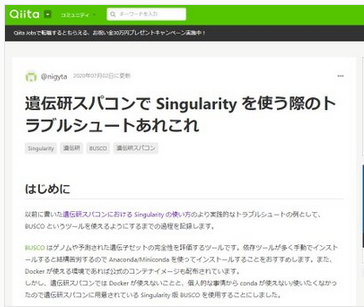 Qiita コミュニティ キーワードを入力
Qiita Jobsで転職するともらえる、お祝い金30万円プレゼントキャンペーン実施中！
@nigyta 2020年07月02日に更新
遺伝研スパコンで Singularity を使う際のト
ラブルシュートあれこれ
Singularity 遺伝研 BUSCO 遺伝研スパコン
はじめに
以前に書いた遺伝研スパコンにおける Singularity の使い方のより実践的なトラブルシュートの例として、
BUSCO というツールを使えるようにするまでの過程を記録します。
BUSCO はゲノムや予測された遺伝子セットの完全性を評価するツールです。依存ツールが多く手動でインスト
ールすると結構苦労するので Anaconda/Miniconda を使ってインストールすることをおすすめします。また、
Docker が使える環境であれば公式のコンテナイメージも配布されています。
しかし、遺伝研スパコンでは Docker が使えないことと、個人的な事情から conda が使えない/使いたくなかっ
たので遺伝研スパコンに用意されている Singularity 版 BUSCO を使用することにしました。